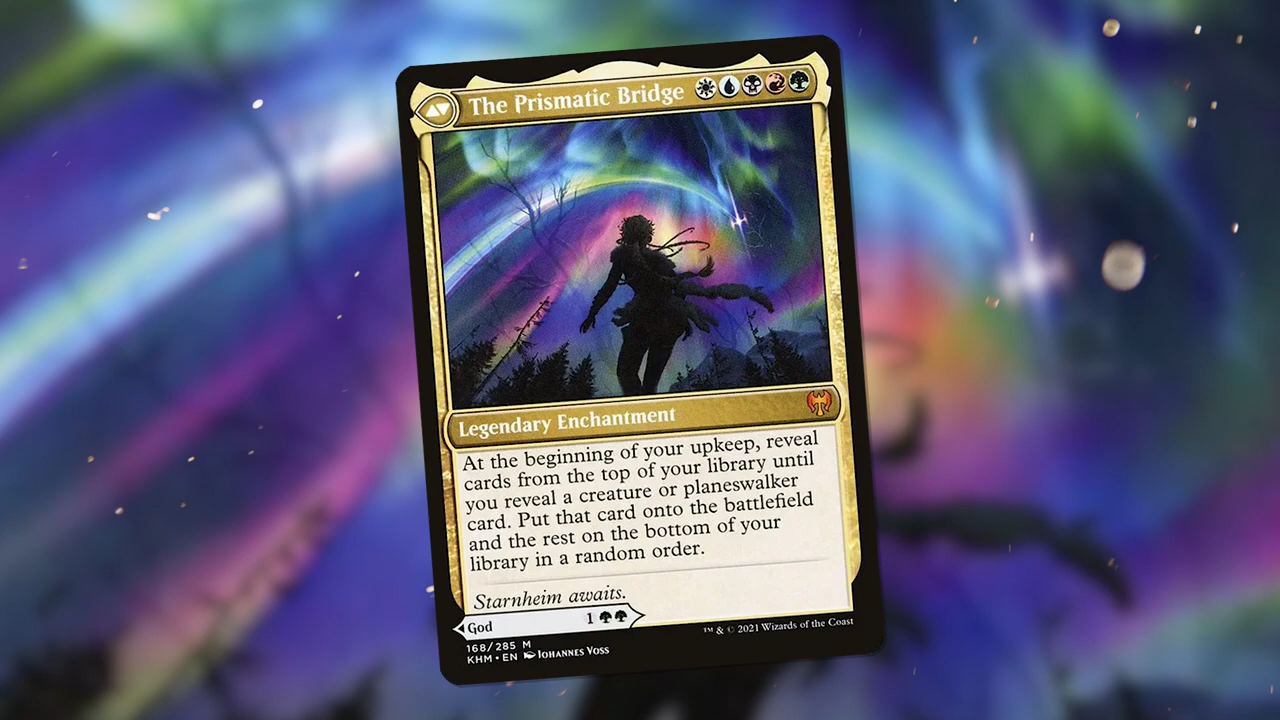 The Prismatic Bridge
Legendary Enchantment
At the beginning of your upkeep, reveal
cards from the top of your library until
you reveal a creature or planeswalker
card. Put that card onto the battlefield
and the rest on the bottom of your
library in a random order.
Starnheim awaits.
God 1
168/285 M
KHM • EN Johannes Voss
™ & © 2021 Wizards of the Coast